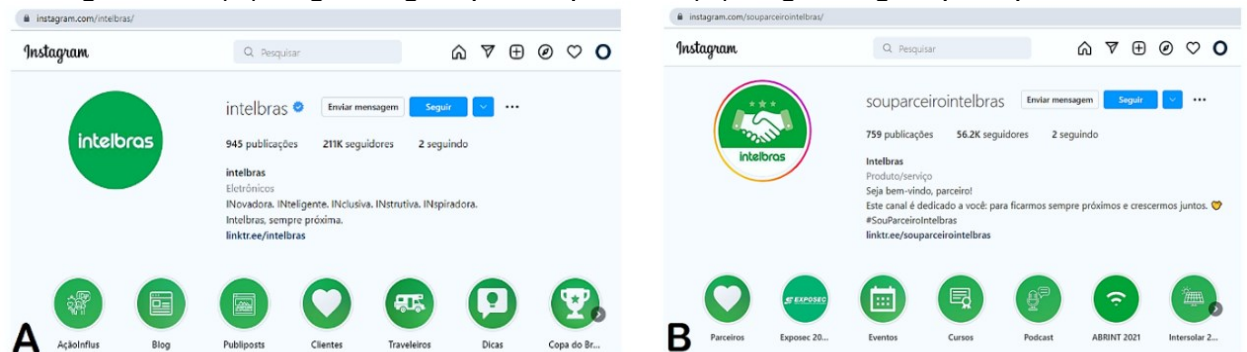 instagram.com/intelbras/
Instagram
Pesquisar
intelbras
intelbras Enviar mensagem Seguir
945 publicações 211K seguidores 2 seguindo
intelbras
Eletrônicos
INovadora. INteligente. INclusiva. INstrutiva. INspiradora.
Intelbras, sempre próxima.
linktr.ee/intelbras
AçãoInflus Blog Publiposts Clientes Traveleiros Dicas Copa do Br...
A
instagram.com/souparceirointelbras/
Instagram
Pesquisar
intelbras
souparceirointelbras Enviar mensagem Seguir
759 publicações 56.2K seguidores 2 seguindo
Intelbras
Produto/serviço
Seja bem-vindo, parceiro!
Este canal é dedicado a você: para ficarmos sempre próximos e crescermos juntos.
#SouParceiroIntelbras
linktr.ee/souparceirointelbras
EXPOSEC
Parceiros Exposec 20... Eventos Cursos Podcast ABRINT 2021 Intersolar 2...
B